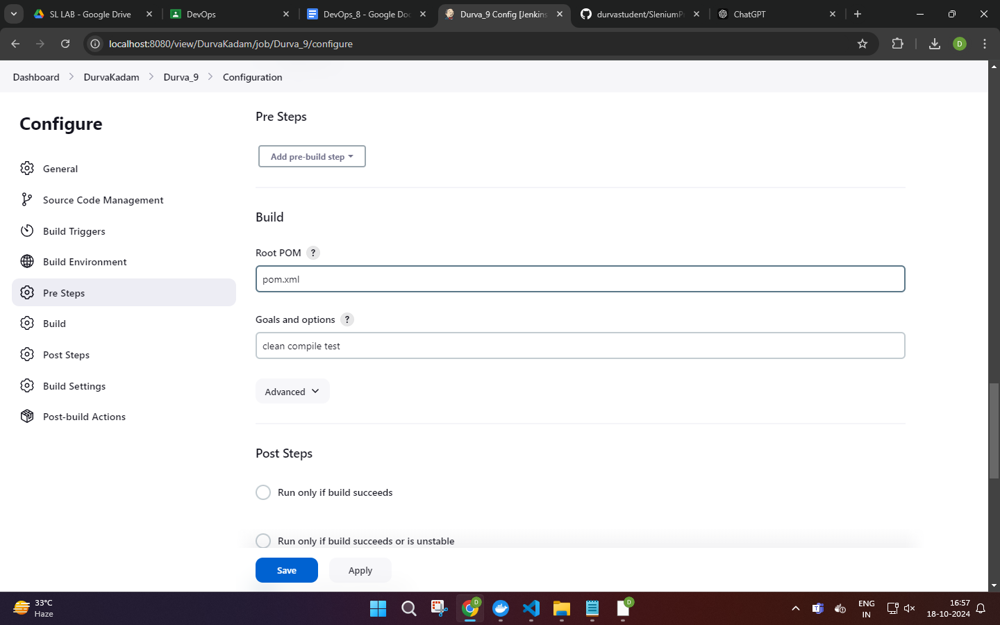 SL LAB - Google Drive
DevOps
DevOps_8 - Google Doc
Durva_9 Config [Jenkins
durvastudent/SleniumP
ChatGPT
localhost:8080/view/DurvaKadam/job/Durva_9/configure
D
Dashboard
DurvaKadam
Durva_9
Configuration
Configure
General
Source Code Management
Build Triggers
Build Environment
Pre Steps
Build
Post Steps
Build Settings
Post-build Actions
Pre Steps
Add pre-build step
Build
Root POM ?
pom.xml
Goals and options ?
clean compile test
Advanced
Post Steps
Run only if build succeeds
Run only if build succeeds or is unstable
Save
Apply
33°C
Haze
D
D
ENG
IN
16:57
18-10-2024